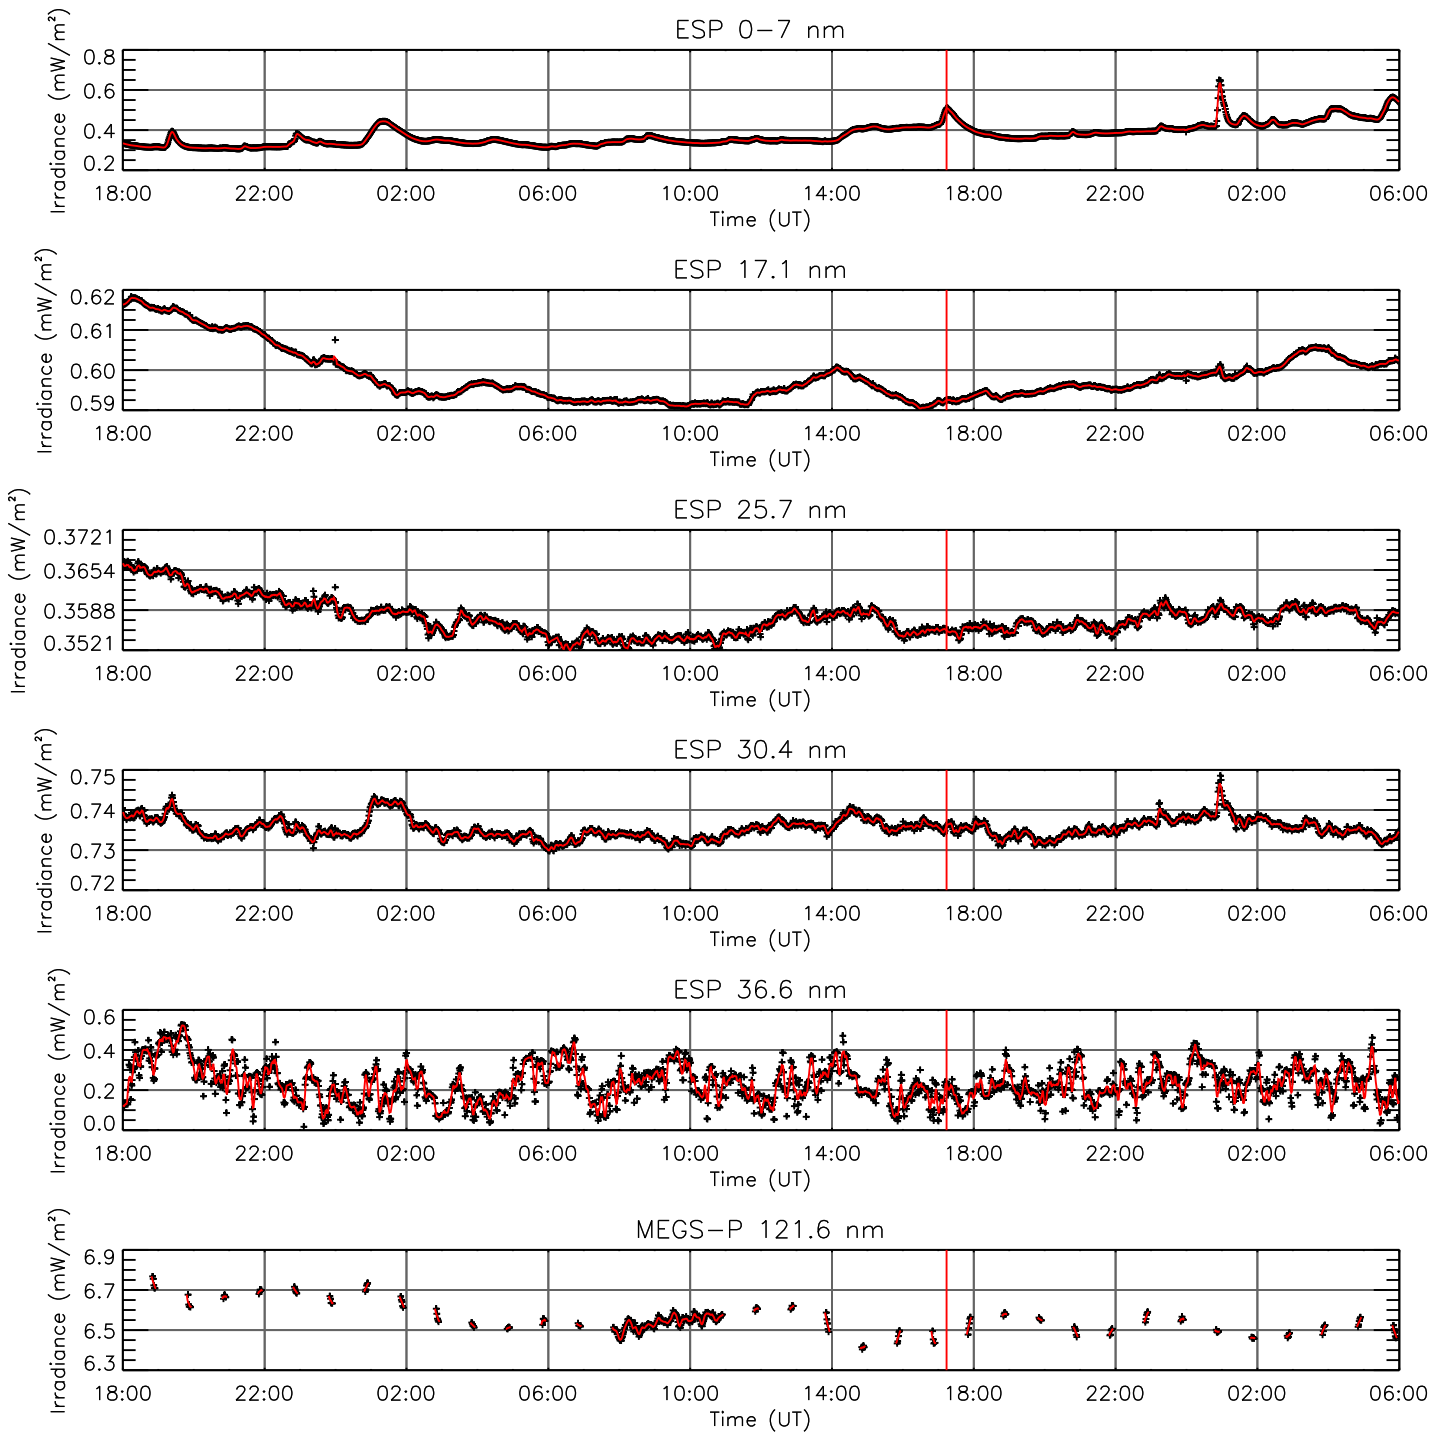 ESP 0-7 nm
Irradiance (mW/m²)
0.8
0.6
0.4
0.2
18:00 22:00 02:00 06:00 10:00 14:00 18:00 22:00 02:00 06:00
Time (UT)
ESP 17.1 nm
Irradiance (mW/m²)
0.62
0.61
0.60
0.59
18:00 22:00 02:00 06:00 10:00 14:00 18:00 22:00 02:00 06:00
Time (UT)
ESP 25.7 nm
Irradiance (mW/m²)
0.3721
0.3654
0.3588
0.3521
18:00 22:00 02:00 06:00 10:00 14:00 18:00 22:00 02:00 06:00
Time (UT)
ESP 30.4 nm
Irradiance (mW/m²)
0.75
0.74
0.73
0.72
18:00 22:00 02:00 06:00 10:00 14:00 18:00 22:00 02:00 06:00
Time (UT)
ESP 36.6 nm
Irradiance (mW/m²)
0.6
0.4
0.2
0.0
18:00 22:00 02:00 06:00 10:00 14:00 18:00 22:00 02:00 06:00
Time (UT)
MEGS-P 121.6 nm
Irradiance (mW/m²)
6.9
6.7
6.5
6.3
18:00 22:00 02:00 06:00 10:00 14:00 18:00 22:00 02:00 06:00
Time (UT)